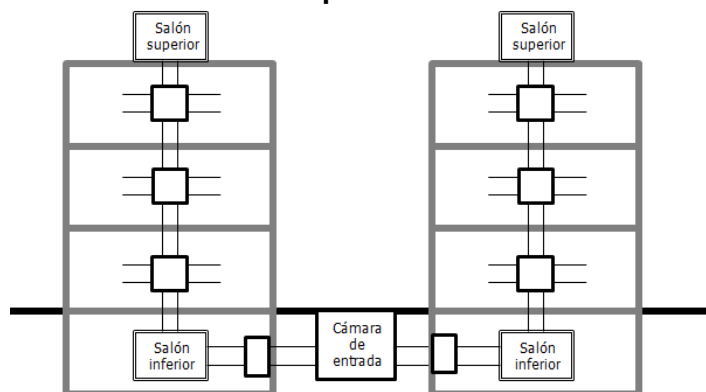 Salón
superior
Salón
superior
Cámara
de
entrada
Salón
inferior
Salón
inferior